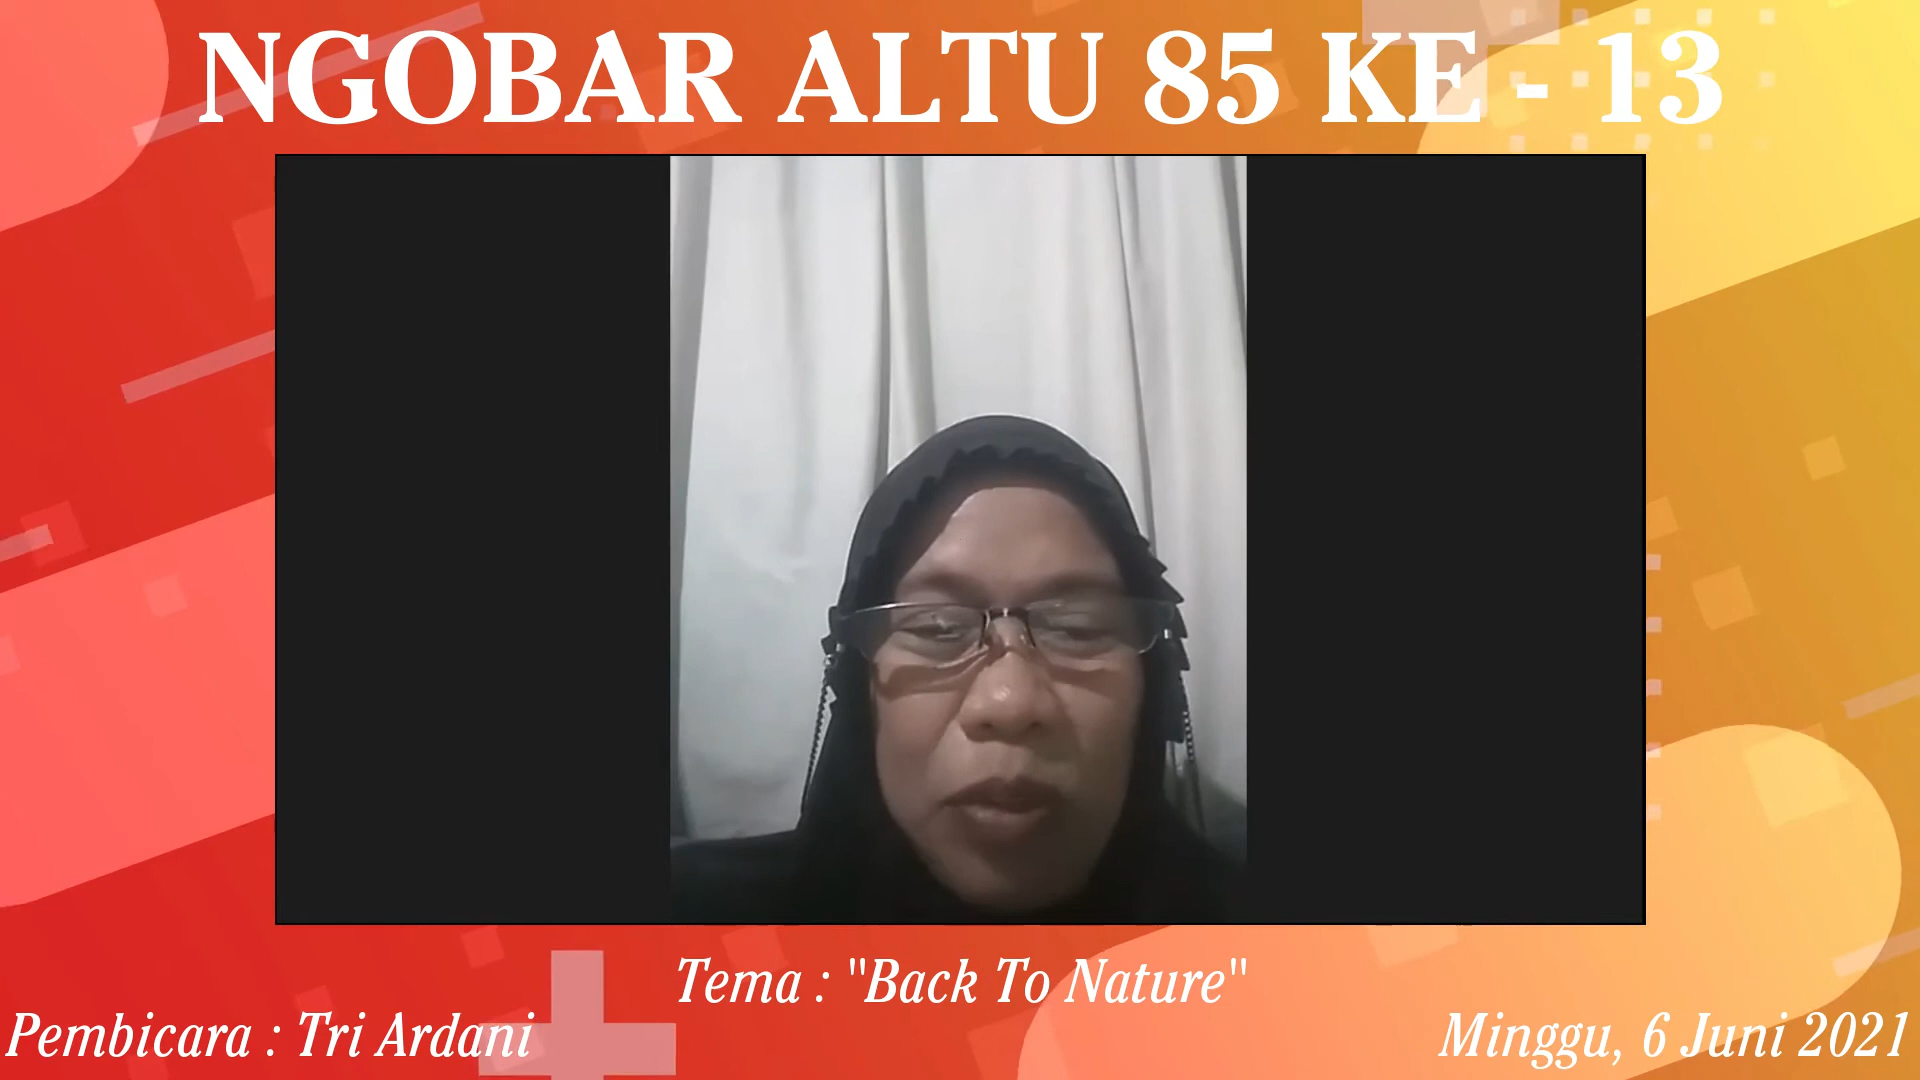 NGOBAR ALTU 85 KE - 13
Tema : "Back To Nature"
Pembicara : Tri Ardani
Minggu, 6 Juni 2021